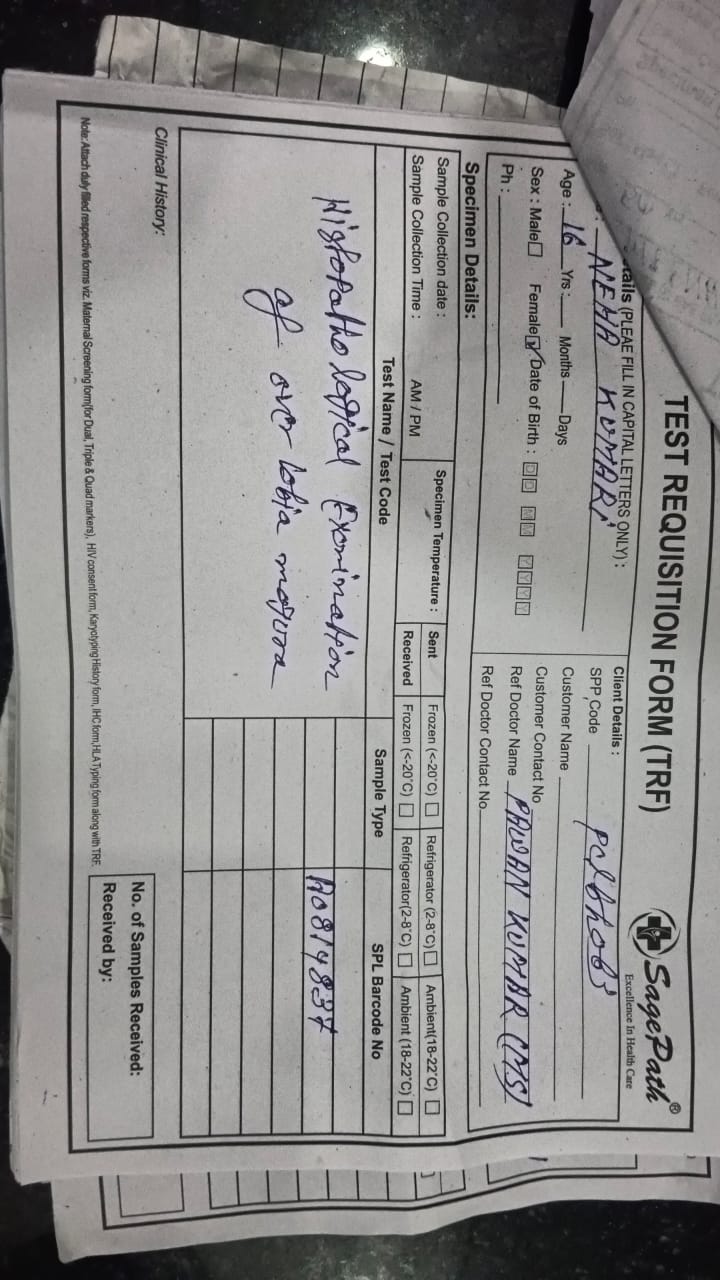 TEST REQUISITION FORM (TRF)
SagePath®
Excellence In Health Care
tails (PLEAE FILL IN CAPITAL LETTERS ONLY) :
: NEHA KUMARI
Age : 16 Yrs : Months Days
Sex : Male Female Date of Birth : D D M M Y Y Y Y
Ph :
Client Details :
SPP Code
Customer Name
Customer Contact No
Ref Doctor Name PAWAN KUMAR (MS)
Ref Doctor Contact No
Specimen Details:
Sample Collection date :
Sample Collection Time : AM / PM
Specimen Temperature :
Sent Frozen (<-20°C) Refrigerator (2-8°C) Ambient(18-22°C)
Received Frozen (<-20°C) Refrigerator(2-8°C) Ambient (18-22°C)
Test Name / Test Code Sample Type SPL Barcode No
Histopathological Examination
of over lobia majora
A0814837
Clinical History:
No. of Samples Received:
Received by:
Note: Attach duly filled respective forms viz. Maternal Screening form(for Dual, Triple & Quad markers), HIV consent form, Karyotyping History form, IHC form,HLA Typing form along with TRF.